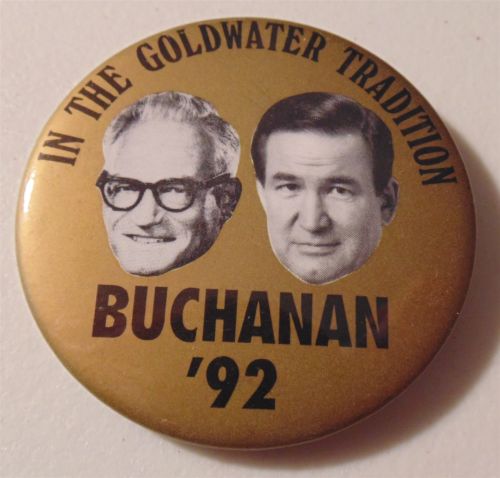 IN THE GOLDWATER TRADITION
BUCHANAN
'92